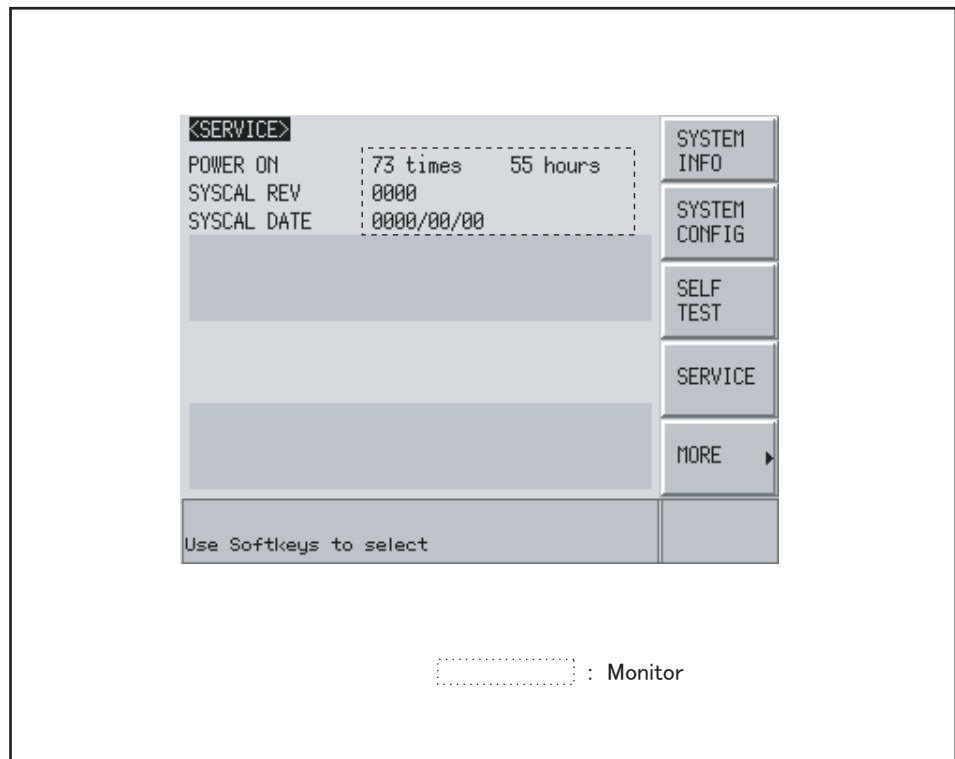 <SERVICE>
POWER ON 73 times 55 hours
SYSCAL REV 0000
SYSCAL DATE 0000/00/00
SYSTEM
INFO
SYSTEM
CONFIG
SELF
TEST
SERVICE
MORE
Use Softkeys to select
: Monitor